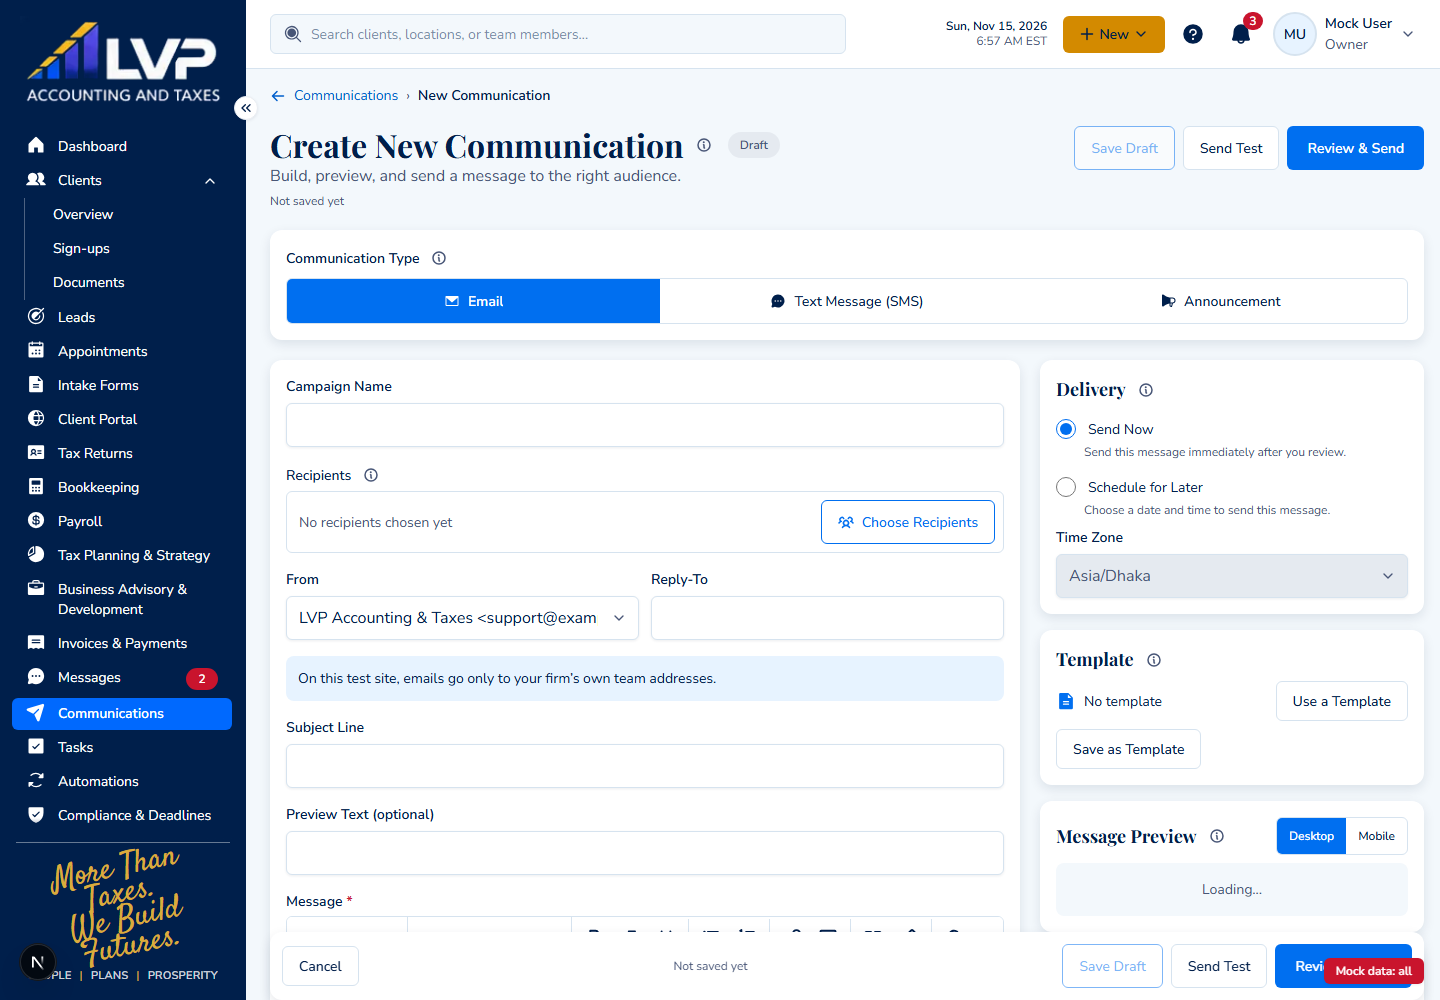 LVP
ACCOUNTING AND TAXES
Dashboard
Clients
Overview
Sign-ups
Documents
Leads
Appointments
Intake Forms
Client Portal
Tax Returns
Bookkeeping
Payroll
Tax Planning & Strategy
Business Advisory &
Development
Invoices & Payments
Messages 2
Communications
Tasks
Automations
Compliance & Deadlines
More Than
Taxes.
We Build
Futures.
N
PLE | PLANS | PROSPERITY
Search clients, locations, or team members...
Sun, Nov 15, 2026
6:57 AM EST
New
3
MU
Mock User
Owner
Communications › New Communication
Create New Communication
Draft
Save Draft
Send Test
Review & Send
Build, preview, and send a message to the right audience.
Not saved yet
Communication Type
Email
Text Message (SMS)
Announcement
Campaign Name
Recipients
No recipients chosen yet
Choose Recipients
From
Reply-To
LVP Accounting & Taxes <support@exam
On this test site, emails go only to your firm's own team addresses.
Subject Line
Preview Text (optional)
Message *
Delivery
Send Now
Send this message immediately after you review.
Schedule for Later
Choose a date and time to send this message.
Time Zone
Asia/Dhaka
Template
No template
Use a Template
Save as Template
Message Preview
Desktop
Mobile
Loading...
Cancel
Not saved yet
Save Draft
Send Test
Mock data: all